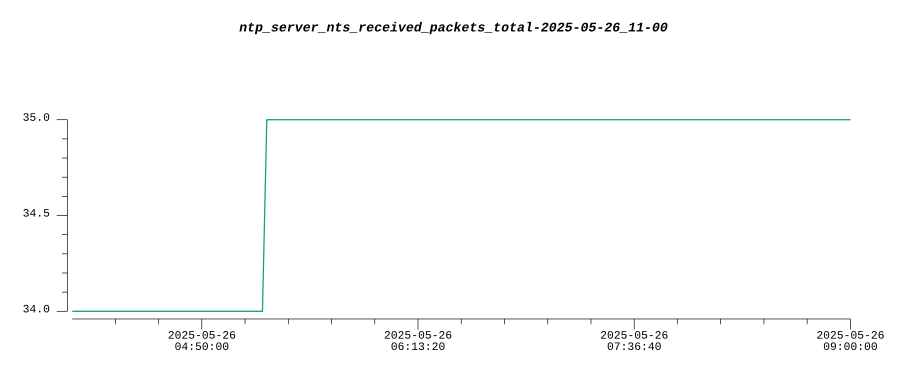 ntp_server_nts_received_packets_total-2025-05-26_11-00
35.0
34.5
34.0
2025-05-26 2025-05-26 2025-05-26 2025-05-26
04:50:00 06:13:20 07:36:40 09:00:00